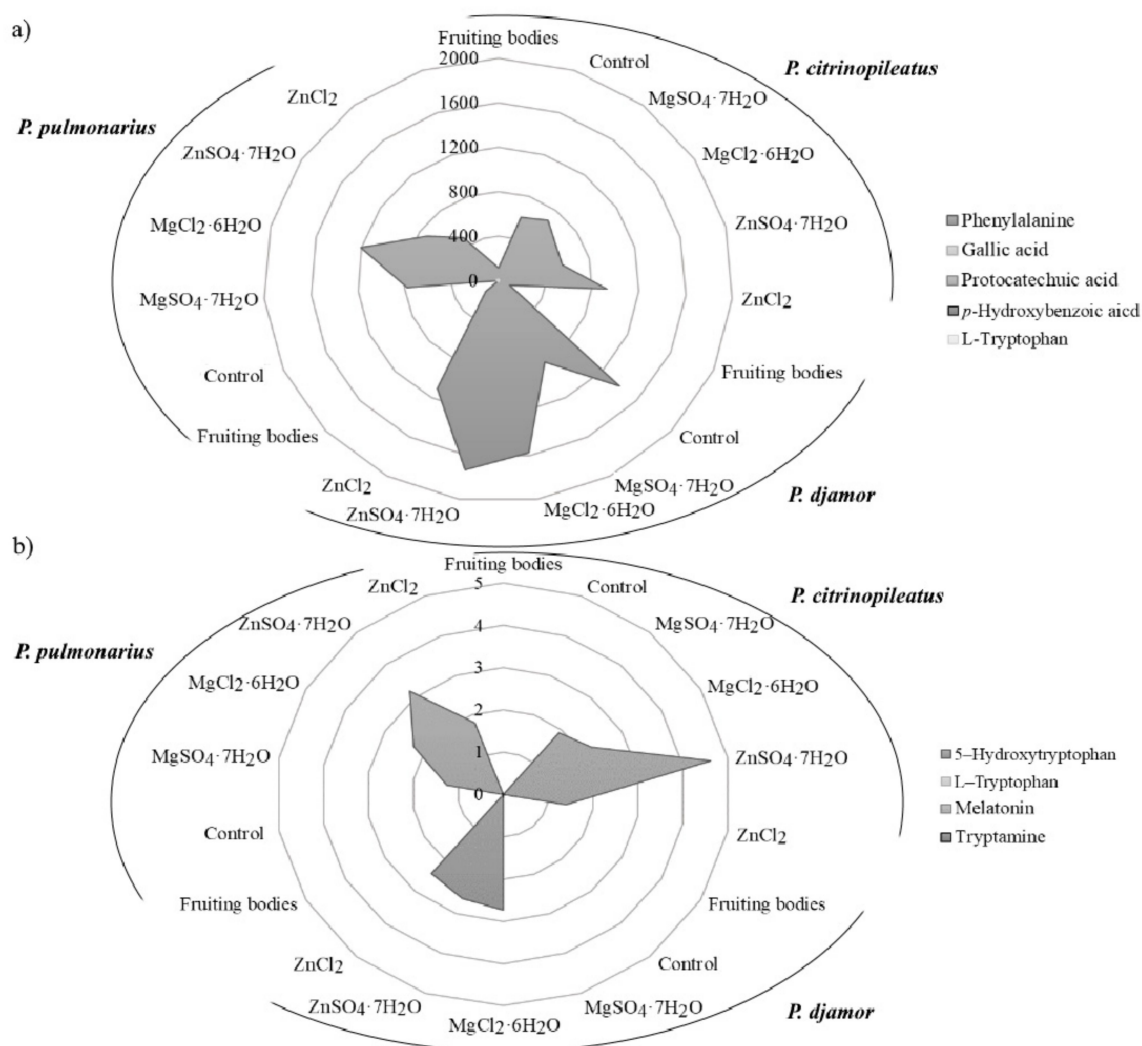 a)
Fruiting bodies
2000
Control
P. citrinopileatus
ZnCl2
MgSO4·7H2O
1600
P. pulmonarius
ZnSO4·7H2O
1200
MgCl2·6H2O
800
MgCl2·6H2O
ZnSO4·7H2O
400
0
MgSO4·7H2O
ZnCl2
Control
Fruiting bodies
Fruiting bodies
Control
ZnCl2
MgSO4·7H2O
P. djamor
ZnSO4·7H2O
MgCl2·6H2O
Phenylalanine
Gallic acid
Protocatechuic acid
p-Hydroxybenzoic aicd
L-Tryptophan
b)
Fruiting bodies
5
ZnCl2
Control
P. citrinopileatus
4
ZnSO4·7H2O
MgSO4·7H2O
P. pulmonarius
3
MgCl2·6H2O
MgCl2·6H2O
2
MgSO4·7H2O
ZnSO4·7H2O
1
0
Control
ZnCl2
Fruiting bodies
Fruiting bodies
ZnCl2
Control
ZnSO4·7H2O
MgSO4·7H2O
P. djamor
MgCl2·6H2O
5–Hydroxytryptophan
L–Tryptophan
Melatonin
Tryptamine